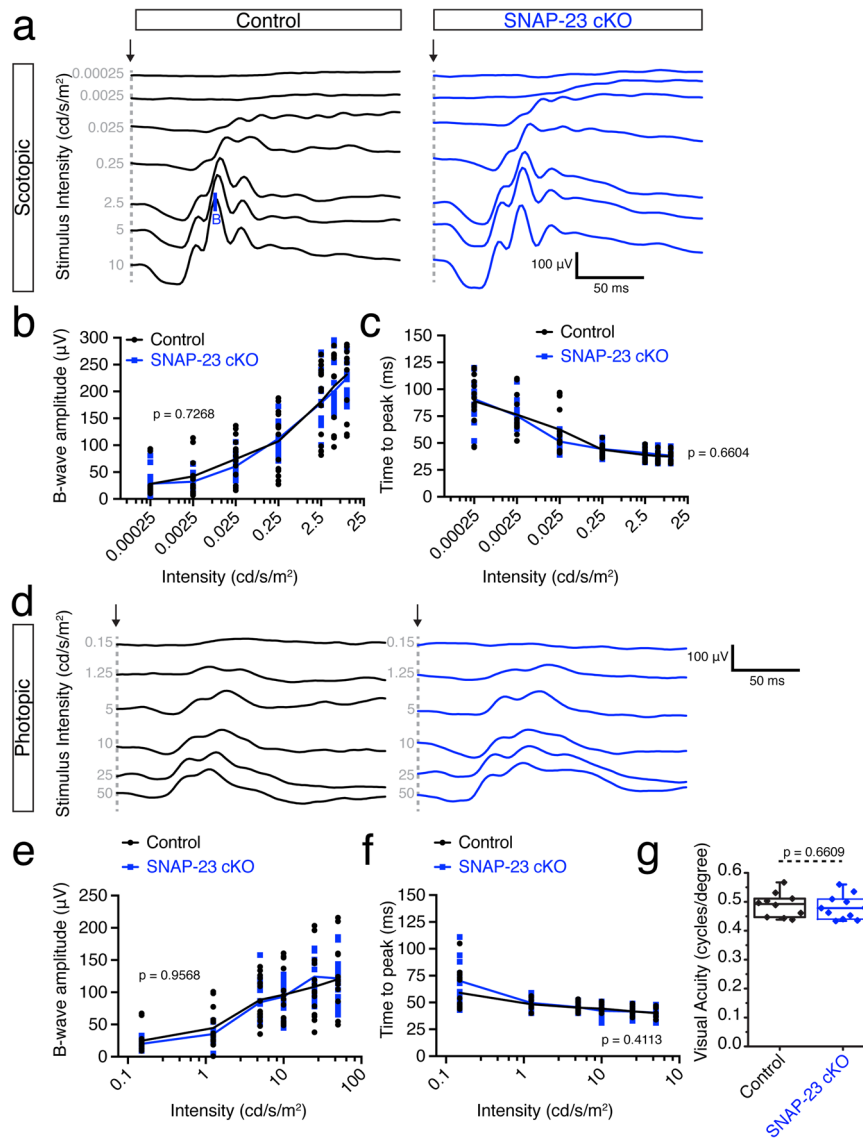 a
Control
SNAP-23 cKO
Scotopic
Stimulus Intensity (cd/s/m²)
0.00025
0.0025
0.025
0.25
2.5
5
10
B
100 µV
50 ms
b
Control
SNAP-23 cKO
B-wave amplitude (µV)
300
250
200
150
100
50
0
p = 0.7268
0.00025
0.0025
0.025
0.25
2.5
25
Intensity (cd/s/m²)
c
Control
SNAP-23 cKO
Time to peak (ms)
150
125
100
75
50
25
0
p = 0.6604
0.00025
0.0025
0.025
0.25
2.5
25
Intensity (cd/s/m²)
d
Photopic
Stimulus Intensity (cd/s/m²)
0.15
1.25
5
10
25
50
0.15
1.25
5
10
25
50
100 µV
50 ms
e
Control
SNAP-23 cKO
B-wave amplitude (µV)
250
200
150
100
50
0
p = 0.9568
0.1
1
10
100
Intensity (cd/s/m²)
f
Control
SNAP-23 cKO
Time to peak (ms)
150
125
100
75
50
25
0
p = 0.4113
0.1
1
10
10
Intensity (cd/s/m²)
g
p = 0.6609
Visual Acuity (cycles/degree)
0.6
0.5
0.4
0.3
0.2
0.1
0.0
Control
SNAP-23 cKO